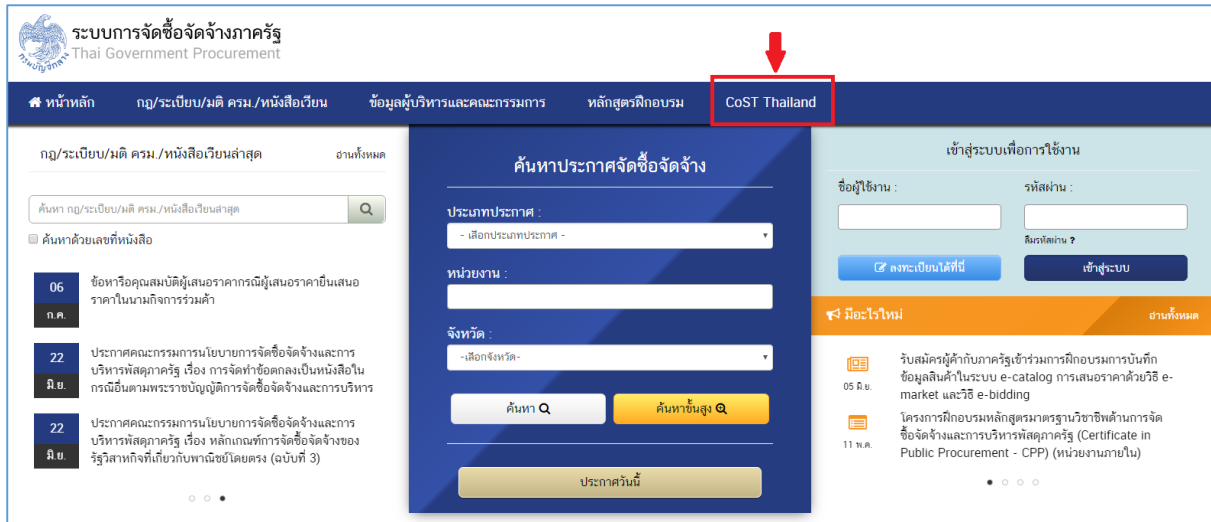 ระบบการจัดซื้อจัดจ้างภาครัฐ
Thai Government Procurement
กรมบัญชีกลาง
หน้าหลัก
กฎ/ระเบียบ/มติ ครม./หนังสือเวียน
ข้อมูลผู้บริหารและคณะกรรมการ
หลักสูตรฝึกอบรม
CoST Thailand
กฎ/ระเบียบ/มติ ครม./หนังสือเวียนล่าสุด
อ่านทั้งหมด
ค้นหา กฎ/ระเบียบ/มติ ครม./หนังสือเวียนล่าสุด
ค้นหาด้วยเลขที่หนังสือ
06
ก.ค.
ข้อหารือคุณสมบัติผู้เสนอราคากรณีผู้เสนอราคายื่นเสนอ
ราคาในนามกิจการร่วมค้า
22
มิ.ย.
ประกาศคณะกรรมการนโยบายการจัดซื้อจัดจ้างและการ
บริหารพัสดุภาครัฐ เรื่อง การจัดทำข้อตกลงเป็นหนังสือใน
กรณีอื่นตามพระราชบัญญัติการจัดซื้อจัดจ้างและการบริหาร
22
มิ.ย.
ประกาศคณะกรรมการนโยบายการจัดซื้อจัดจ้างและการ
บริหารพัสดุภาครัฐ เรื่อง หลักเกณฑ์การจัดซื้อจัดจ้างของ
รัฐวิสาหกิจที่เกี่ยวกับพาณิชย์โดยตรง (ฉบับที่ 3)
ค้นหาประกาศจัดซื้อจัดจ้าง
ประเภทประกาศ :
- เลือกประเภทประกาศ -
หน่วยงาน :
จังหวัด :
-เลือกจังหวัด-
ค้นหา
ค้นหาขั้นสูง
ประกาศวันนี้
เข้าสู่ระบบเพื่อการใช้งาน
ชื่อผู้ใช้งาน :
รหัสผ่าน :
ลืมรหัสผ่าน ?
ลงทะเบียนได้ที่นี่
เข้าสู่ระบบ
มีอะไรใหม่
อ่านทั้งหมด
05 มิ.ย.
รับสมัครผู้ค้ากับภาครัฐเข้าร่วมการฝึกอบรมการบันทึก
ข้อมูลสินค้าในระบบ e-catalog การเสนอราคาด้วยวิธี e-
market และวิธี e-bidding
11 พ.ค.
โครงการฝึกอบรมหลักสูตรมาตรฐานวิชาชีพด้านการจัด
ซื้อจัดจ้างและการบริหารพัสดุภาครัฐ (Certificate in
Public Procurement - CPP) (หน่วยงานภายใน)